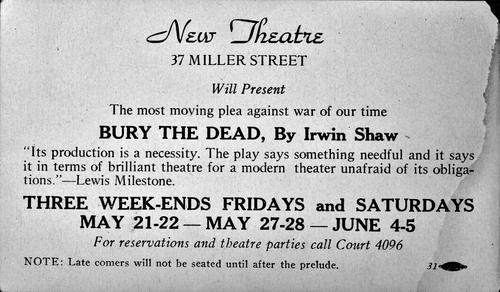 New Theatre
37 MILLER STREET
Will Present
The most moving plea against war of our time
BURY THE DEAD, By Irwin Shaw
"Its production is a necessity. The play says something needful and it says
it in terms of brilliant theatre for a modern theater unafraid of its obliga-
tions."—Lewis Milestone.
THREE WEEK-ENDS FRIDAYS and SATURDAYS
MAY 21-22 — MAY 27-28 — JUNE 4-5
For reservations and theatre parties call Court 4096
NOTE: Late comers will not be seated until after the prelude.
31